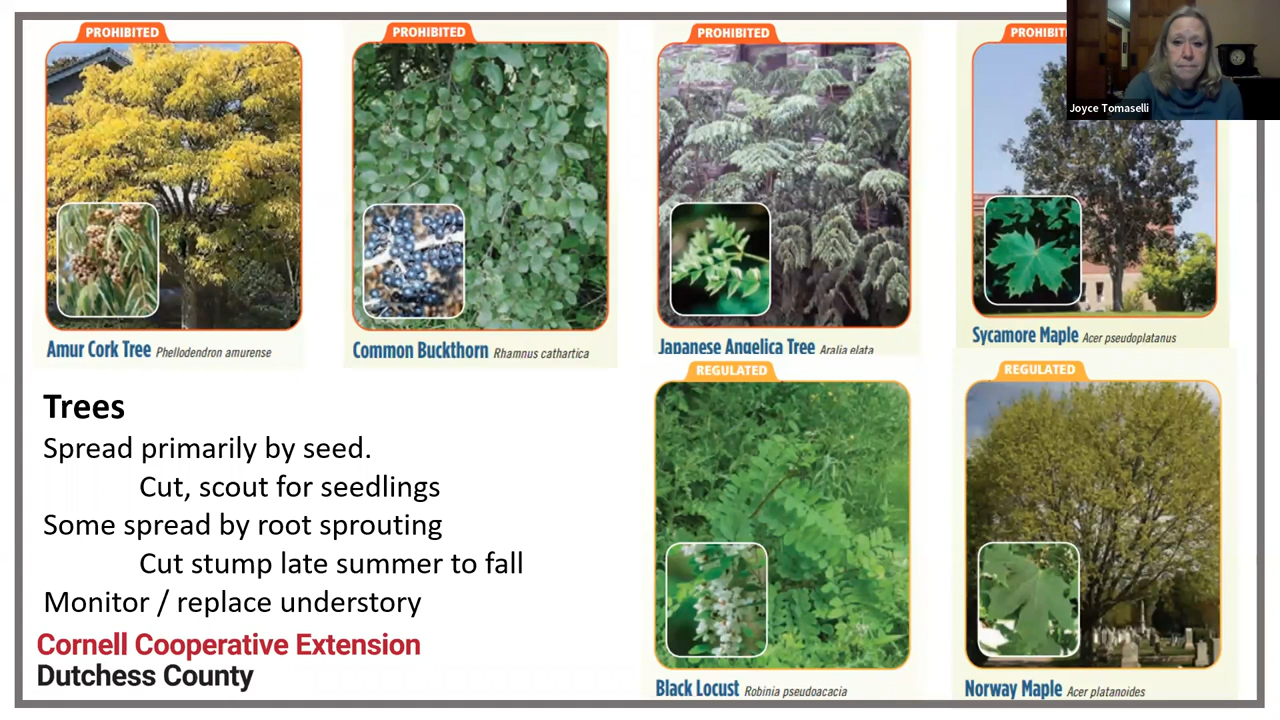 PROHIBITED
PROHIBITED
PROHIBITED
PROHIBIT
Joyce Tomaselli
Amur Cork Tree Phellodendron amurense
Common Buckthorn Rhamnus cathartica
Japanese Angelica Tree Aralia elata
Sycamore Maple Acer pseudoplatanus
REGULATED
REGULATED
Trees
Spread primarily by seed.
Cut, scout for seedlings
Some spread by root sprouting
Cut stump late summer to fall
Monitor / replace understory
Cornell Cooperative Extension
Dutchess County
Black Locust Robinia pseudoacacia
Norway Maple Acer platanoides